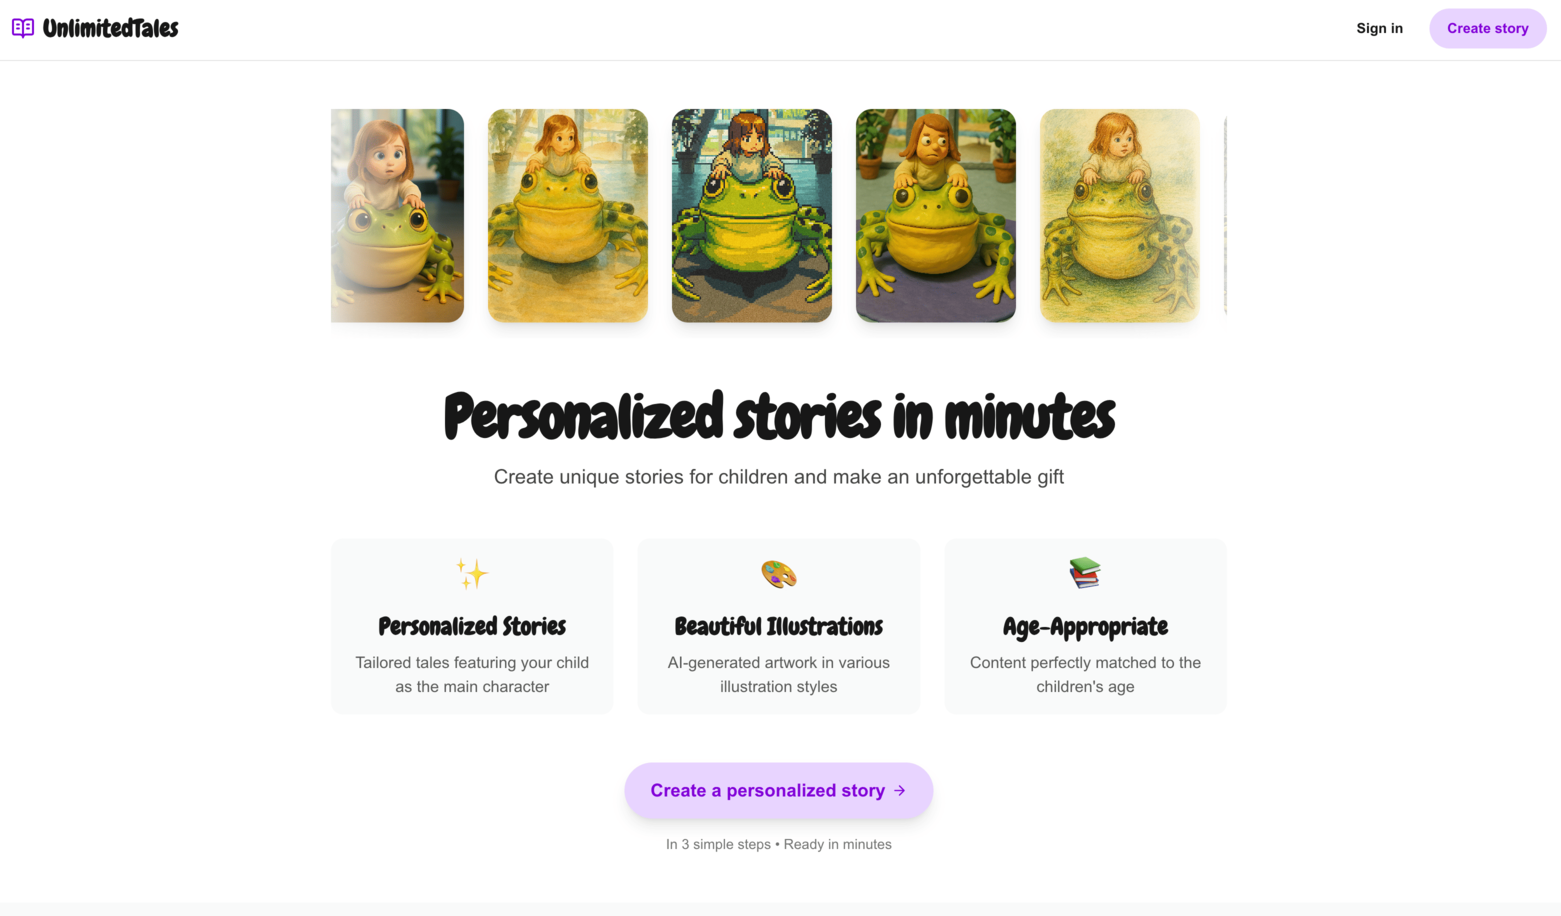 UnlimitedTales
Sign in
Create story
Personalized stories in minutes
Create unique stories for children and make an unforgettable gift
Personalized Stories
Tailored tales featuring your child
as the main character
Beautiful Illustrations
AI-generated artwork in various
illustration styles
Age-Appropriate
Content perfectly matched to the
children's age
Create a personalized story →
In 3 simple steps • Ready in minutes